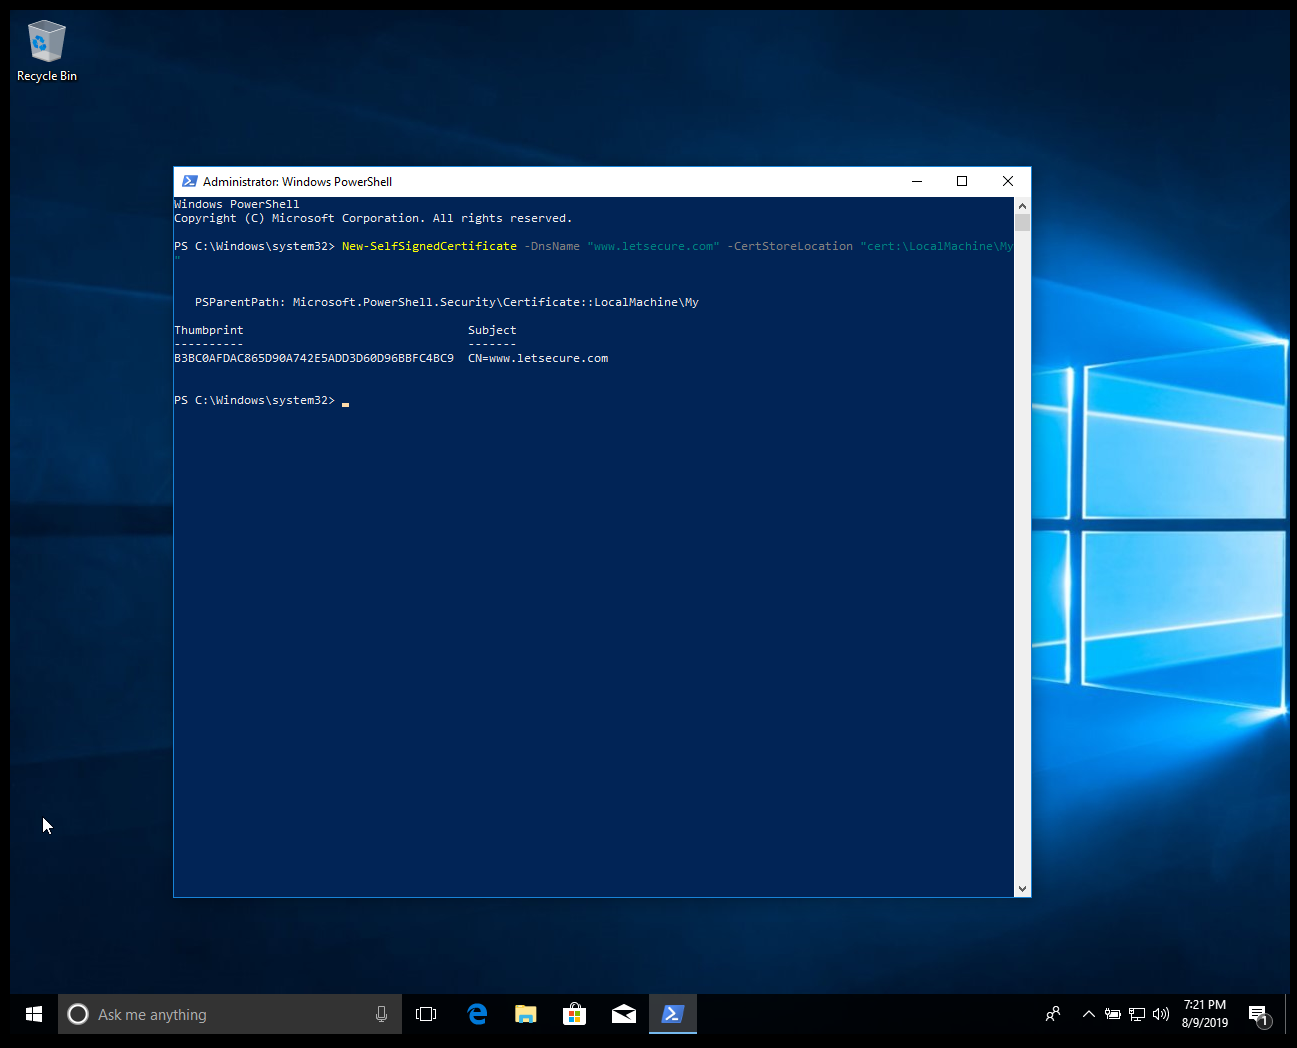 Recycle Bin
Administrator: Windows PowerShell
Windows PowerShell
Copyright (C) Microsoft Corporation. All rights reserved.
PS C:\Windows\system32> New-SelfSignedCertificate -DnsName "www.letsecure.com" -CertStoreLocation "cert:\LocalMachine\My
"
PSParentPath: Microsoft.PowerShell.Security\Certificate::LocalMachine\My
Thumbprint Subject
---------- -------
B3BC0AFDAC865D90A742E5ADD3D60D96BBFC4BC9 CN=www.letsecure.com
PS C:\Windows\system32>
Ask me anything
7:21 PM
8/9/2019
1